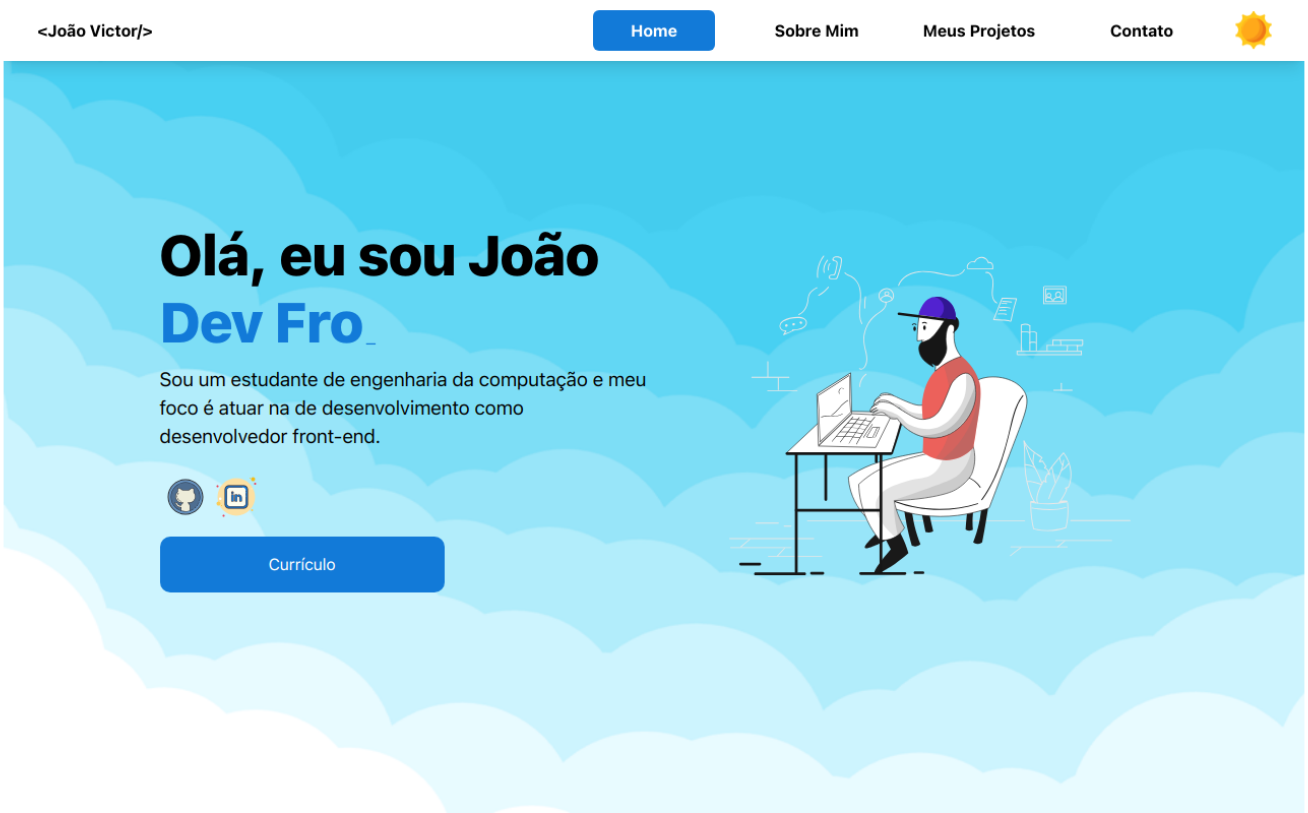 <João Victor/>
Home
Sobre Mim
Meus Projetos
Contato
Olá, eu sou João
Dev Fro_
Sou um estudante de engenharia da computação e meu
foco é atuar na de desenvolvimento como
desenvolvedor front-end.
in
Currículo